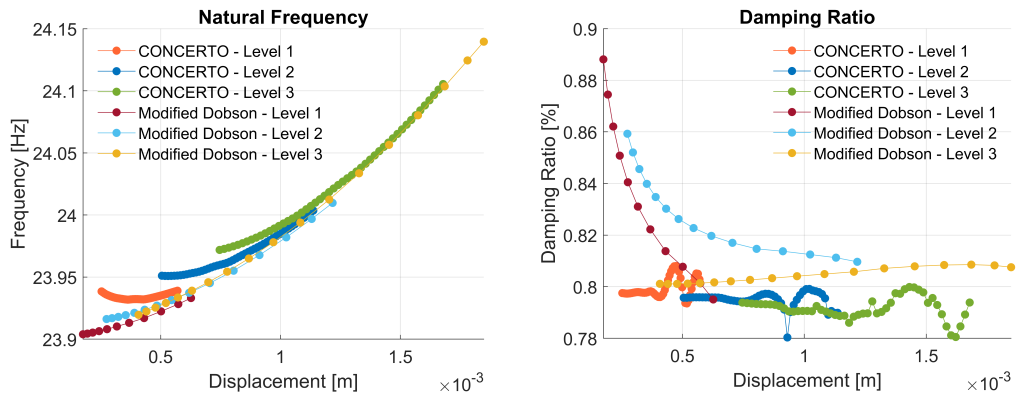 Natural Frequency
24.15
24.1
24.05
24
23.95
23.9
Frequency [Hz]
CONCERTO - Level 1
CONCERTO - Level 2
CONCERTO - Level 3
Modified Dobson - Level 1
Modified Dobson - Level 2
Modified Dobson - Level 3
0.5
1
1.5
Displacement [m]
×10⁻³
Damping Ratio
0.9
0.88
0.86
0.84
0.82
0.8
0.78
Damping Ratio [%]
CONCERTO - Level 1
CONCERTO - Level 2
CONCERTO - Level 3
Modified Dobson - Level 1
Modified Dobson - Level 2
Modified Dobson - Level 3
0.5
1
1.5
Displacement [m]
×10⁻³